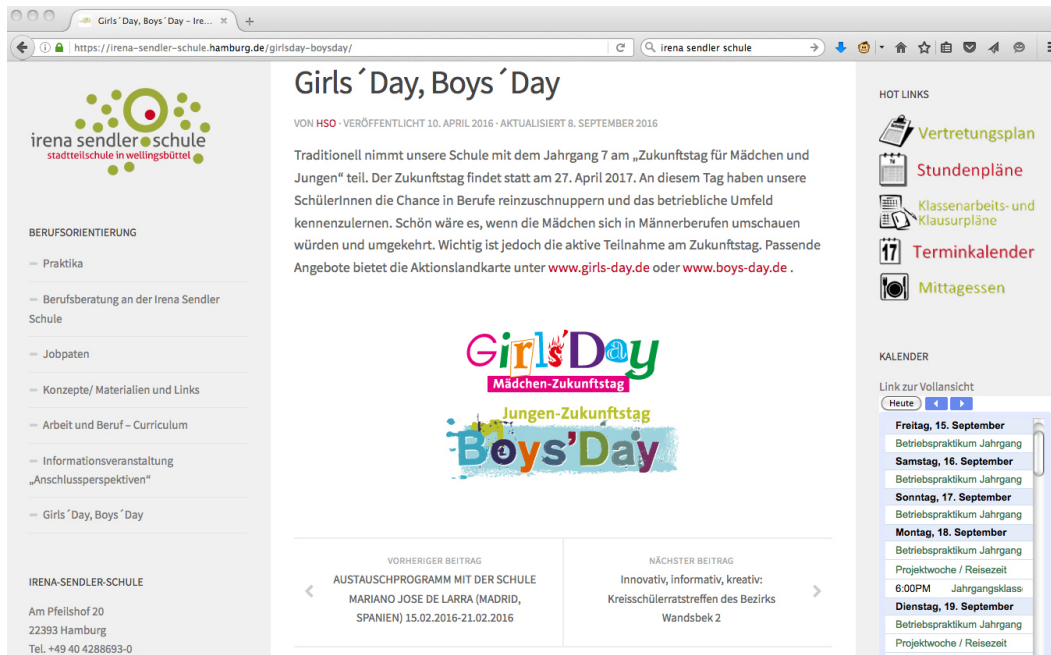 Girls´Day, Boys´Day – Ire...
https://irena-sendler-schule.hamburg.de/girlsday-boysday/
irena sendler schule
irena sendler schule
stadtteilschule in wellingsbüttel
BERUFSORIENTIERUNG
Praktika
Berufsberatung an der Irena Sendler
Schule
Jobpaten
Konzepte/ Materialien und Links
Arbeit und Beruf – Curriculum
Informationsveranstaltung
„Anschlussperspektiven“
Girls´Day, Boys´Day
IRENA-SENDLER-SCHULE
Am Pfeilshof 20
22393 Hamburg
Tel. +49 40 4288693-0
Girls´Day, Boys´Day
VON HSO · VERÖFFENTLICHT 10. APRIL 2016 · AKTUALISIERT 8. SEPTEMBER 2016
Traditionell nimmt unsere Schule mit dem Jahrgang 7 am „Zukunftstag für Mädchen und
Jungen“ teil. Der Zukunftstag findet statt am 27. April 2017. An diesem Tag haben unsere
SchülerInnen die Chance in Berufe reinzuschnuppern und das betriebliche Umfeld
kennenzulernen. Schön wäre es, wenn die Mädchen sich in Männerberufen umschauen
würden und umgekehrt. Wichtig ist jedoch die aktive Teilnahme am Zukunftstag. Passende
Angebote bietet die Aktionslandkarte unter www.girls-day.de oder www.boys-day.de .
Girls'Day
Mädchen-Zukunftstag
Jungen-Zukunftstag
Boys'Day
VORHERIGER BEITRAG
AUSTAUSCHPROGRAMM MIT DER SCHULE
MARIANO JOSE DE LARRA (MADRID,
SPANIEN) 15.02.2016-21.02.2016
NÄCHSTER BEITRAG
Innovativ, informativ, kreativ:
Kreisschülerratstreffen des Bezirks
Wandsbek 2
HOT LINKS
Vertretungsplan
Stundenpläne
Klassenarbeits- und
Klausurpläne
17 Terminkalender
Mittagessen
KALENDER
Link zur Vollansicht
Heute
Freitag, 15. September
Betriebspraktikum Jahrgang
Samstag, 16. September
Betriebspraktikum Jahrgang
Sonntag, 17. September
Betriebspraktikum Jahrgang
Montag, 18. September
Betriebspraktikum Jahrgang
Projektwoche / Reisezeit
6:00PM Jahrgangsklass
Dienstag, 19. September
Betriebspraktikum Jahrgang
Projektwoche / Reisezeit